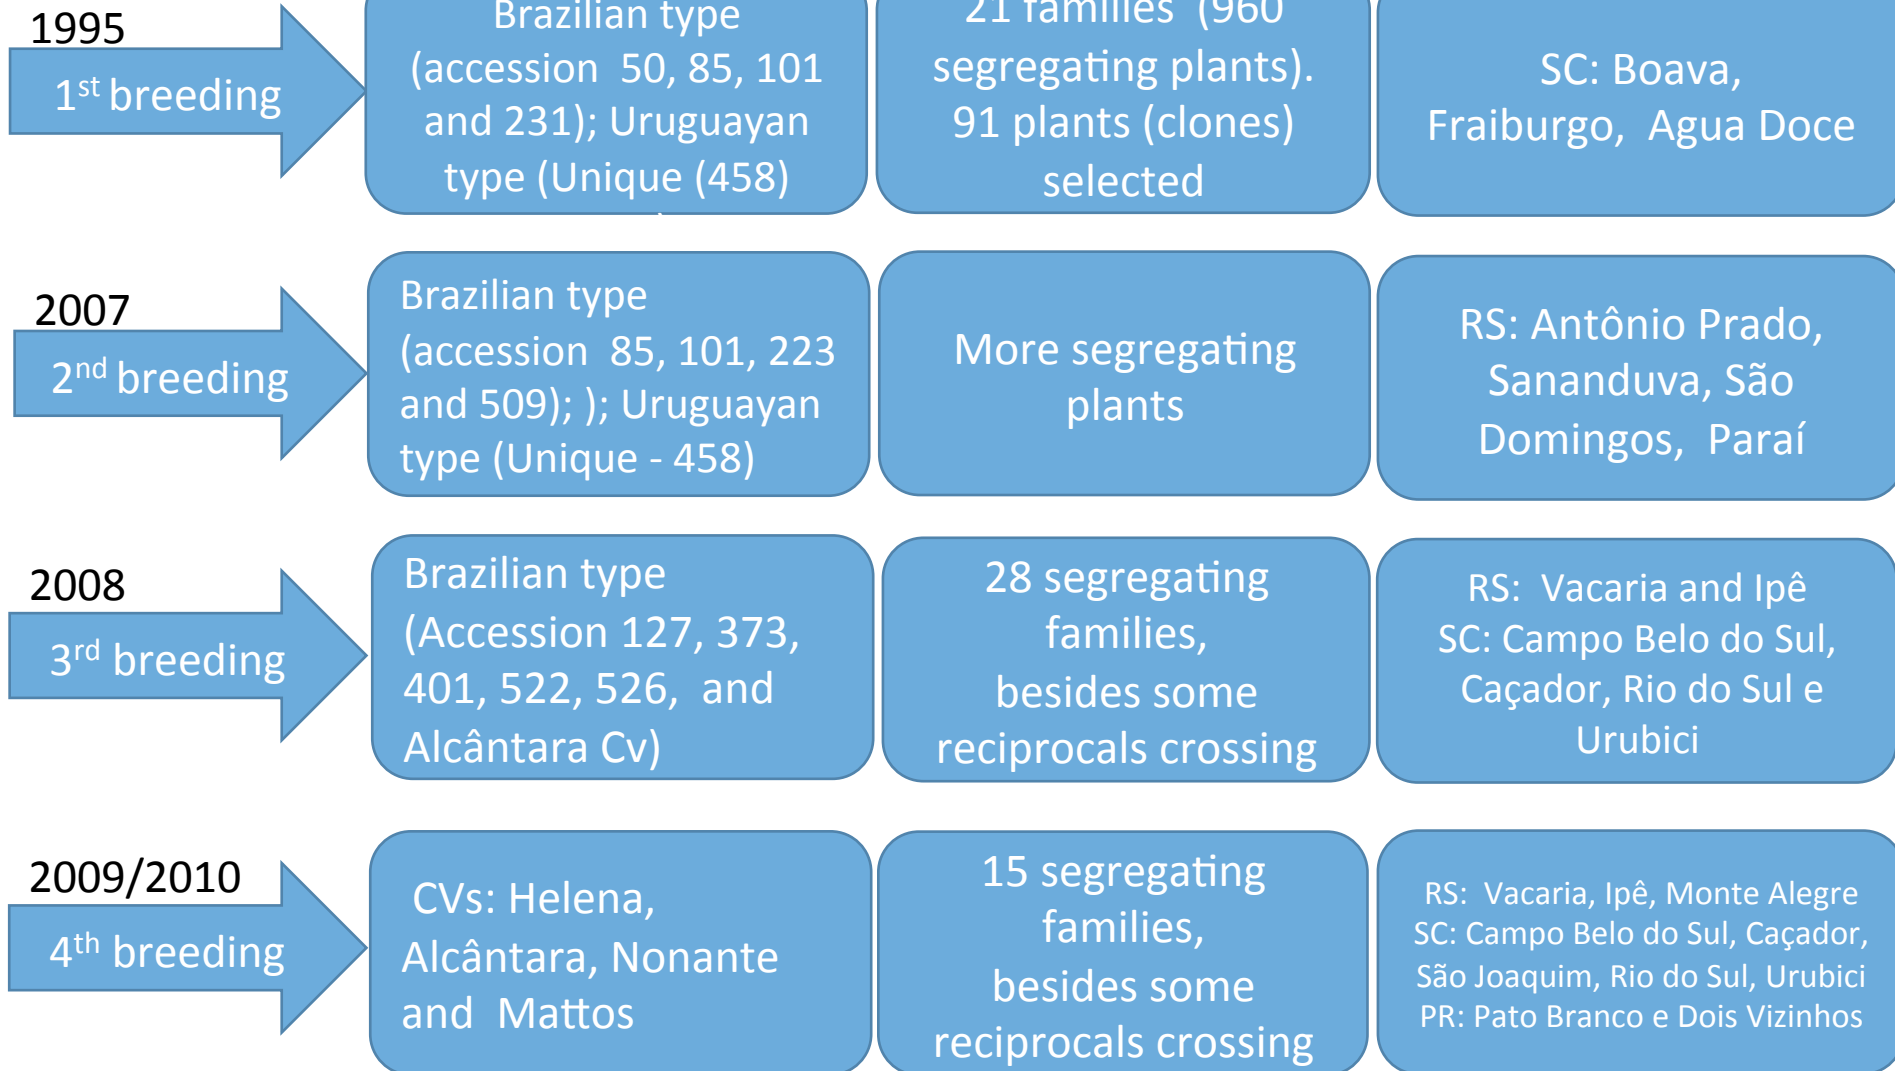 1995
1st breeding
Brazilian type
(accession 50, 85, 101
and 231); Uruguayan
type (Unique (458)
21 families (960
segregating plants).
91 plants (clones)
selected
SC: Boava,
Fraiburgo, Agua Doce
2007
2nd breeding
Brazilian type
(accession 85, 101, 223
and 509); ); Uruguayan
type (Unique - 458)
More segregating
plants
RS: Antônio Prado,
Sananduva, São
Domingos, Paraí
2008
3rd breeding
Brazilian type
(Accession 127, 373,
401, 522, 526, and
Alcântara Cv)
28 segregating
families,
besides some
reciprocals crossing
RS: Vacaria and Ipê
SC: Campo Belo do Sul,
Caçador, Rio do Sul e
Urubici
2009/2010
4th breeding
CVs: Helena,
Alcântara, Nonante
and Mattos
15 segregating
families,
besides some
reciprocals crossing
RS: Vacaria, Ipê, Monte Alegre
SC: Campo Belo do Sul, Caçador,
São Joaquim, Rio do Sul, Urubici
PR: Pato Branco e Dois Vizinhos